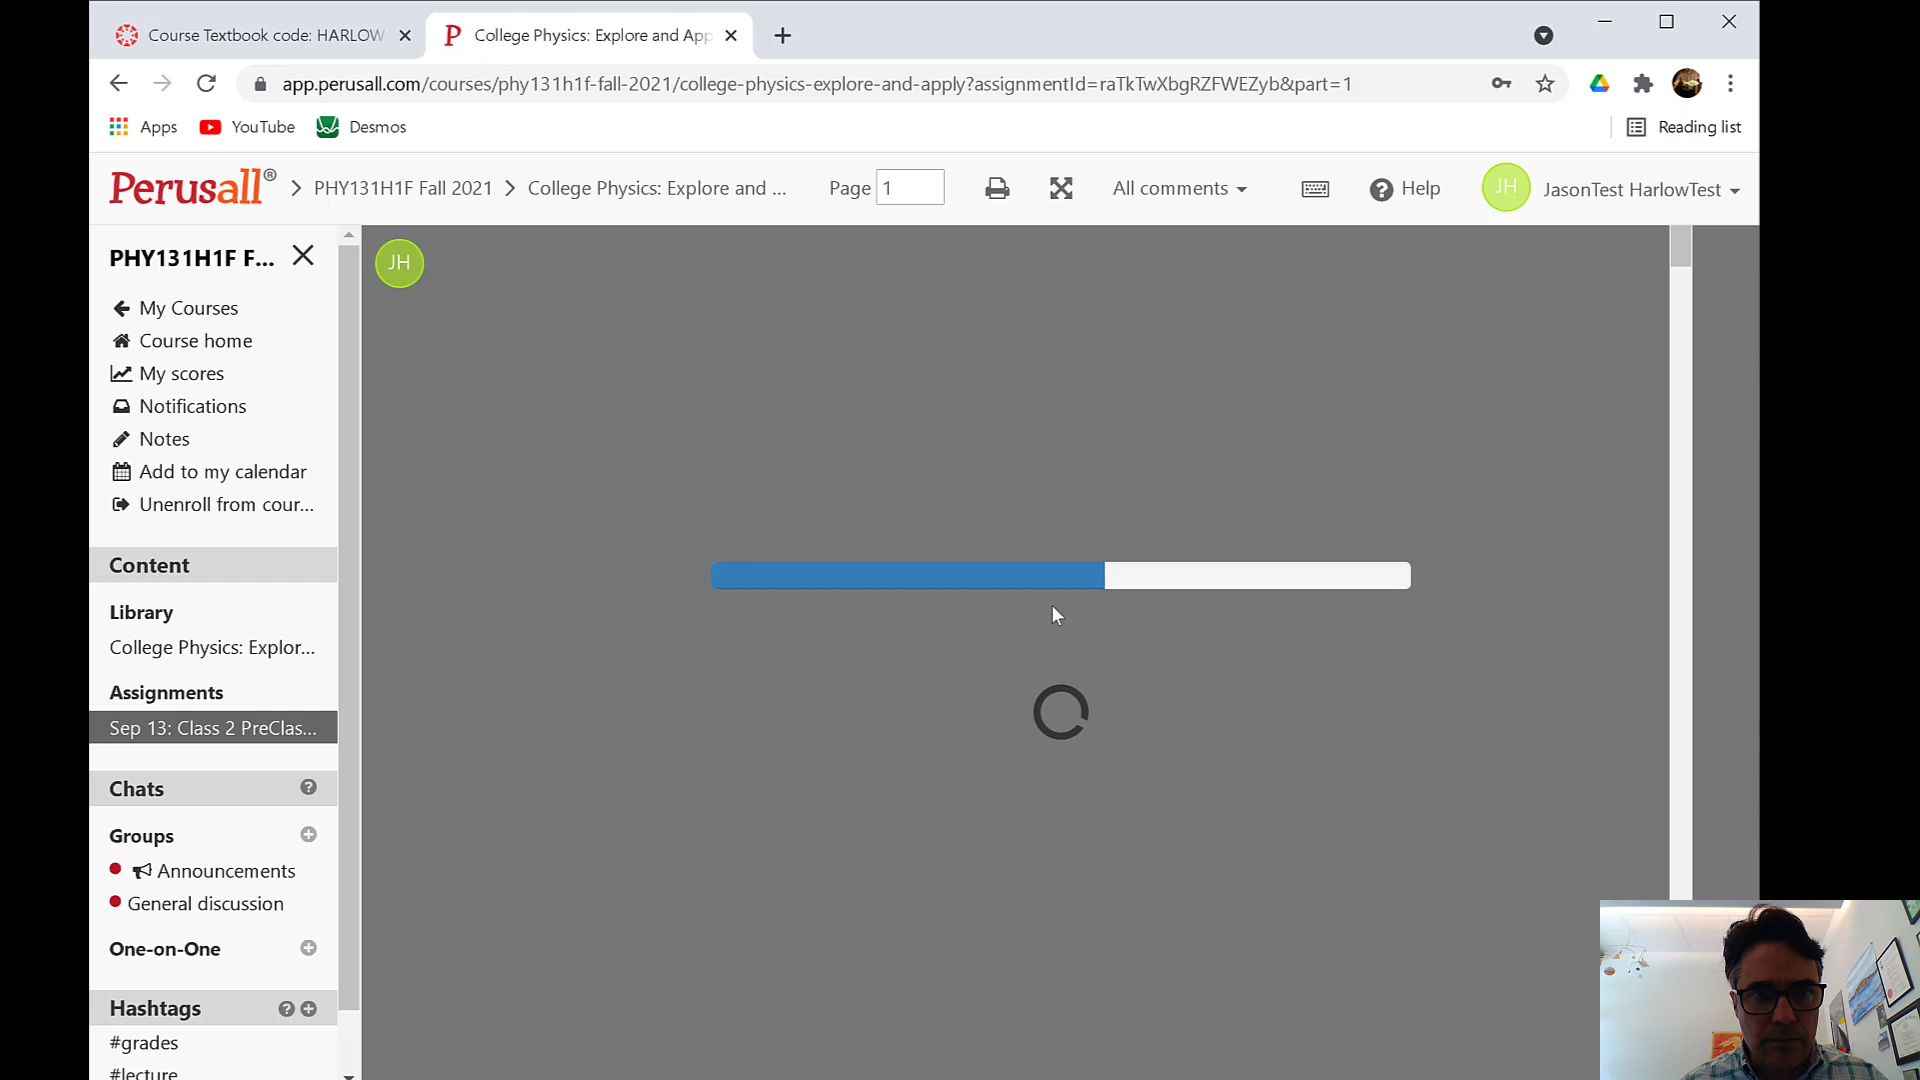 Course Textbook code: HARLOW
College Physics: Explore and App
app.perusall.com/courses/phy131h1f-fall-2021/college-physics-explore-and-apply?assignmentId=raTkTwXbgRZFWEZyb&part=1
Apps
YouTube
Desmos
Reading list
Perusall®
PHY131H1F Fall 2021
College Physics: Explore and ...
Page 1
All comments
Help
JH
JasonTest HarlowTest
PHY131H1F F...
JH
My Courses
Course home
My scores
Notifications
Notes
Add to my calendar
Unenroll from cour...
Content
Library
College Physics: Explor...
Assignments
Sep 13: Class 2 PreClas...
Chats
Groups
Announcements
General discussion
One-on-One
Hashtags
#grades
#lecture